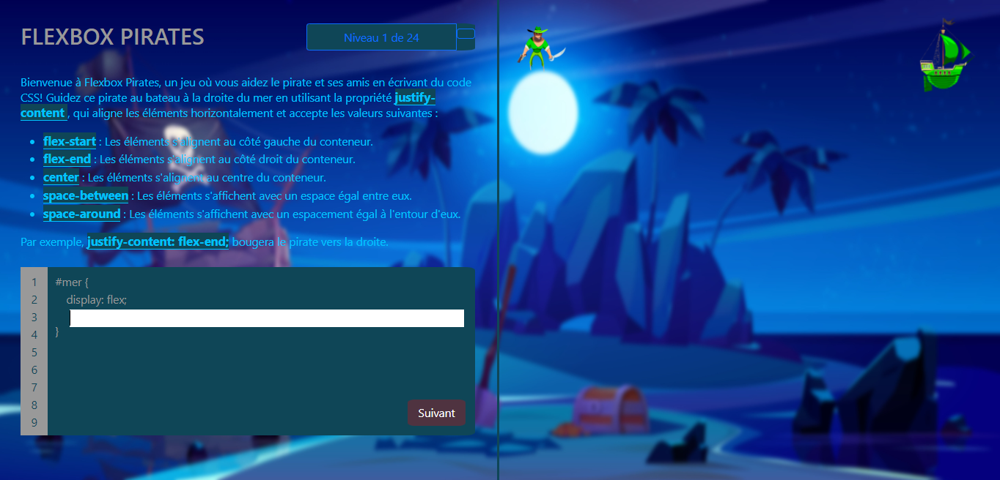 FLEXBOX PIRATES
Niveau 1 de 24
Bienvenue à Flexbox Pirates, un jeu où vous aidez le pirate et ses amis en écrivant du code
CSS! Guidez ce pirate au bateau à la droite du mer en utilisant la propriété justify-
content , qui aligne les éléments horizontalement et accepte les valeurs suivantes :
• flex-start : Les éléments s'alignent au côté gauche du conteneur.
• flex-end : Les éléments s'alignent au côté droit du conteneur.
• center : Les éléments s'alignent au centre du conteneur.
• space-between : Les éléments s'affichent avec un espace égal entre eux.
• space-around : Les éléments s'affichent avec un espacement égal à l'entour d'eux.
Par exemple, justify-content: flex-end; bougera le pirate vers la droite.
1 #mer {
2 display: flex;
3
4 }
5
6
7
8
9
Suivant